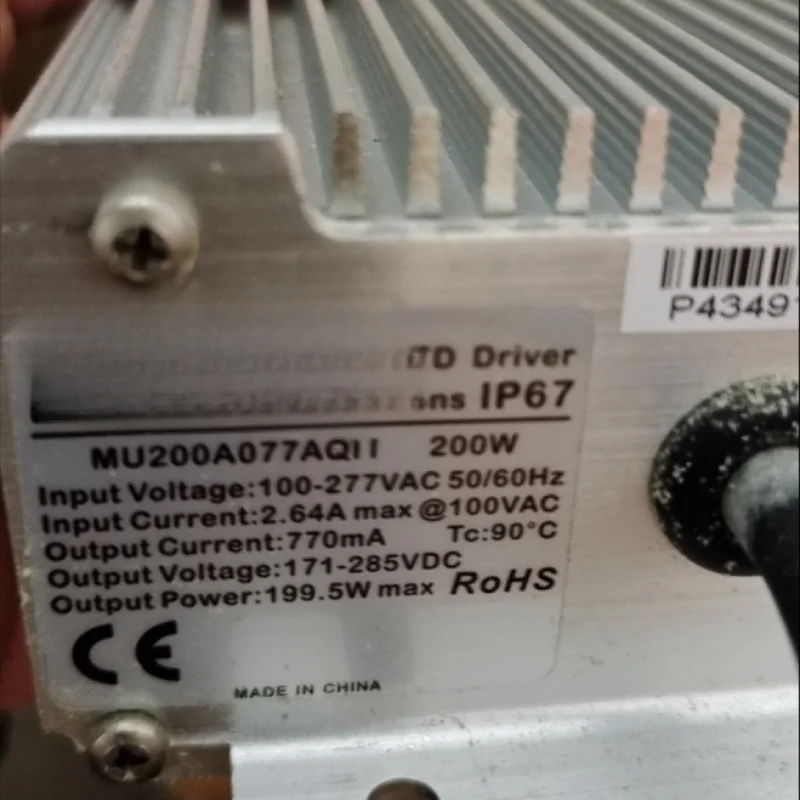 P43491
Driver
IP67
MU200A077AQI I 200W
Input Voltage:100-277VAC 50/60Hz
Input Current:2.64A max @100VAC
Output Current:770mA Tc:90°C
Output Voltage:171-285VDC
Output Power:199.5W max RoHS
CE
MADE IN CHINA